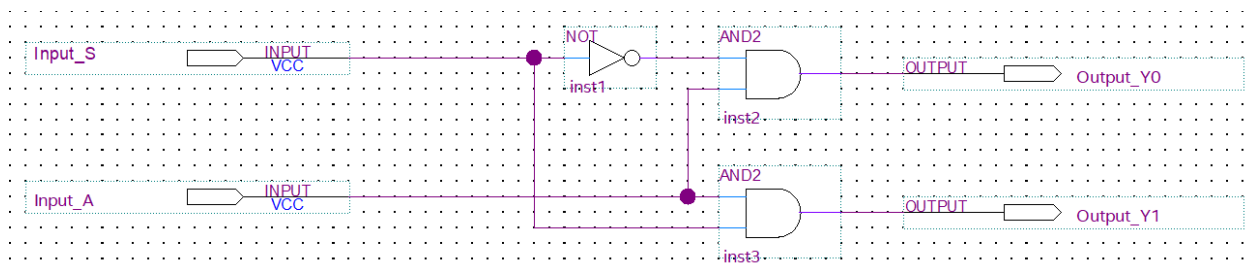 NOT
AND2
Input_S
INPUT
VCC
OUTPUT
Output_Y0
inst1
inst2
AND2
Input_A
INPUT
VCC
OUTPUT
Output_Y1
inst3